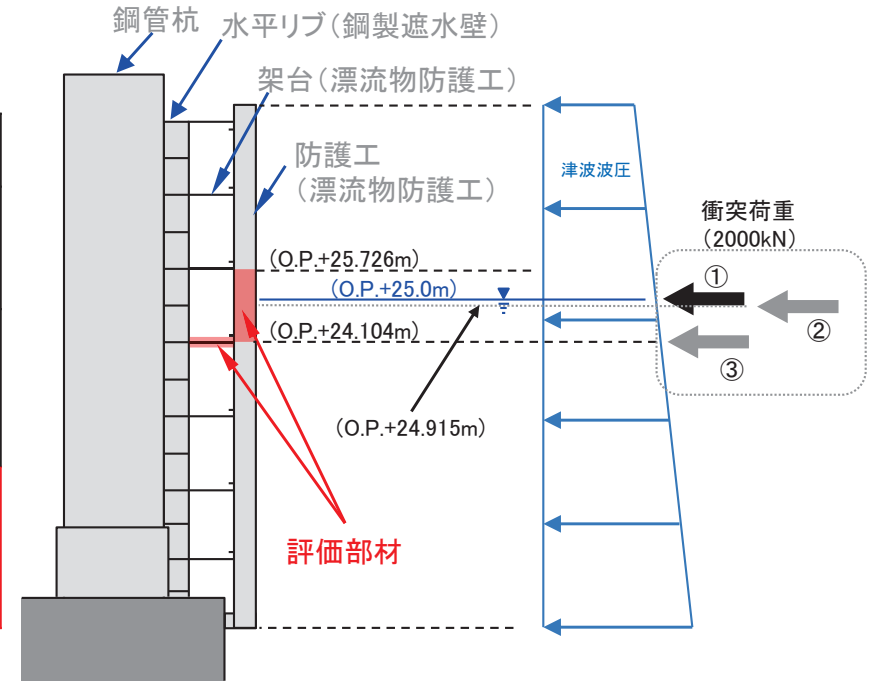 鋼管杭
水平リブ（鋼製遮水壁）
架台（漂流物防護工）
防護工
（漂流物防護工）
津波波圧
衝突荷重
（2000kN）
（O.P.+25.726m）
（O.P.+25.0m）
①
②
（O.P.+24.104m）
③
（O.P.+24.915m）
評価部材